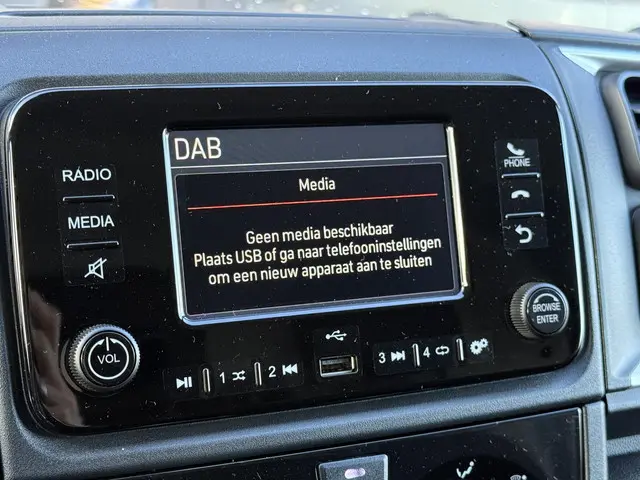 DAB
Media
Geen media beschikbaar
Plaats USB of ga naar telefooninstellingen
om een nieuw apparaat aan te sluiten
RÁDIO
MEDIA
VOL
PHONE
BROWSE
ENTER
1
2
3
4